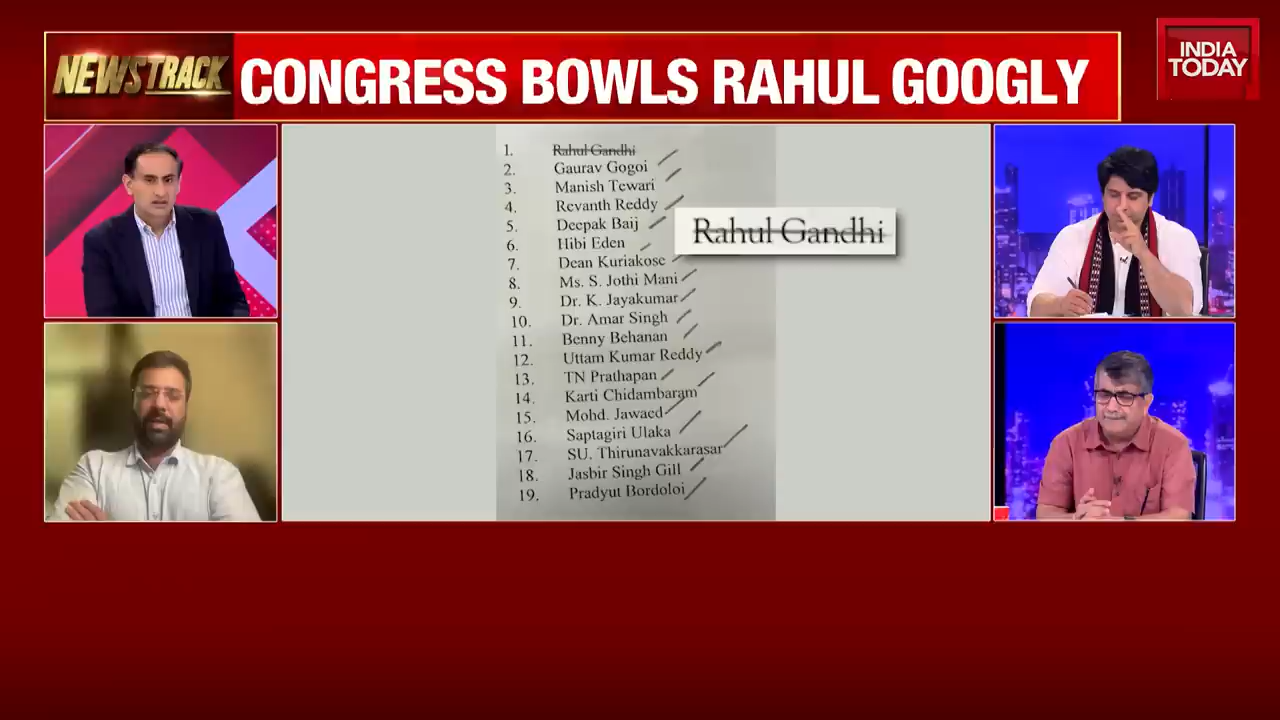 NEWSTRACK
CONGRESS BOWLS RAHUL GOOGLY
INDIA
TODAY
1. Rahul Gandhi
2. Gaurav Gogoi
3. Manish Tewari
4. Revanth Reddy
5. Deepak Baij
6. Hibi Eden
7. Dean Kuriakose
8. Ms. S. Jothi Mani
9. Dr. K. Jayakumar
10. Dr. Amar Singh
11. Benny Behanan
12. Uttam Kumar Reddy
13. TN Prathapan
14. Karti Chidambaram
15. Mohd. Jawaed
16. Saptagiri Ulaka
17. SU. Thirunavakkarasar
18. Jasbir Singh Gill
19. Pradyut Bordoloi
Rahul Gandhi